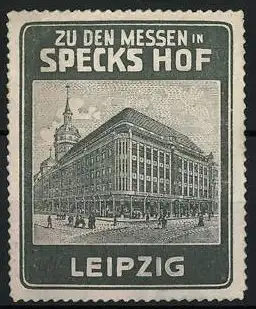 ZU DEN MESSEN IN
SPECKS HOF
LEIPZIG